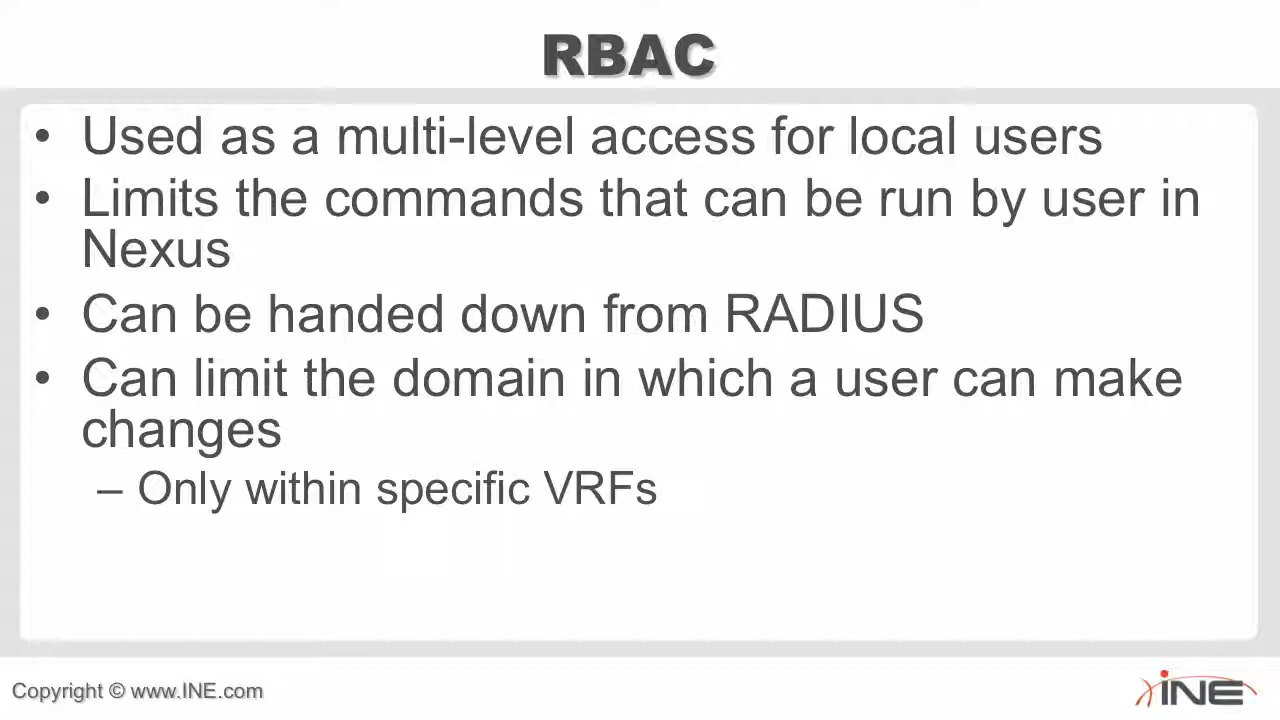 RBAC
• Used as a multi-level access for local users
• Limits the commands that can be run by user in
Nexus
• Can be handed down from RADIUS
• Can limit the domain in which a user can make
changes
– Only within specific VRFs
Copyright © www.INE.com
INE